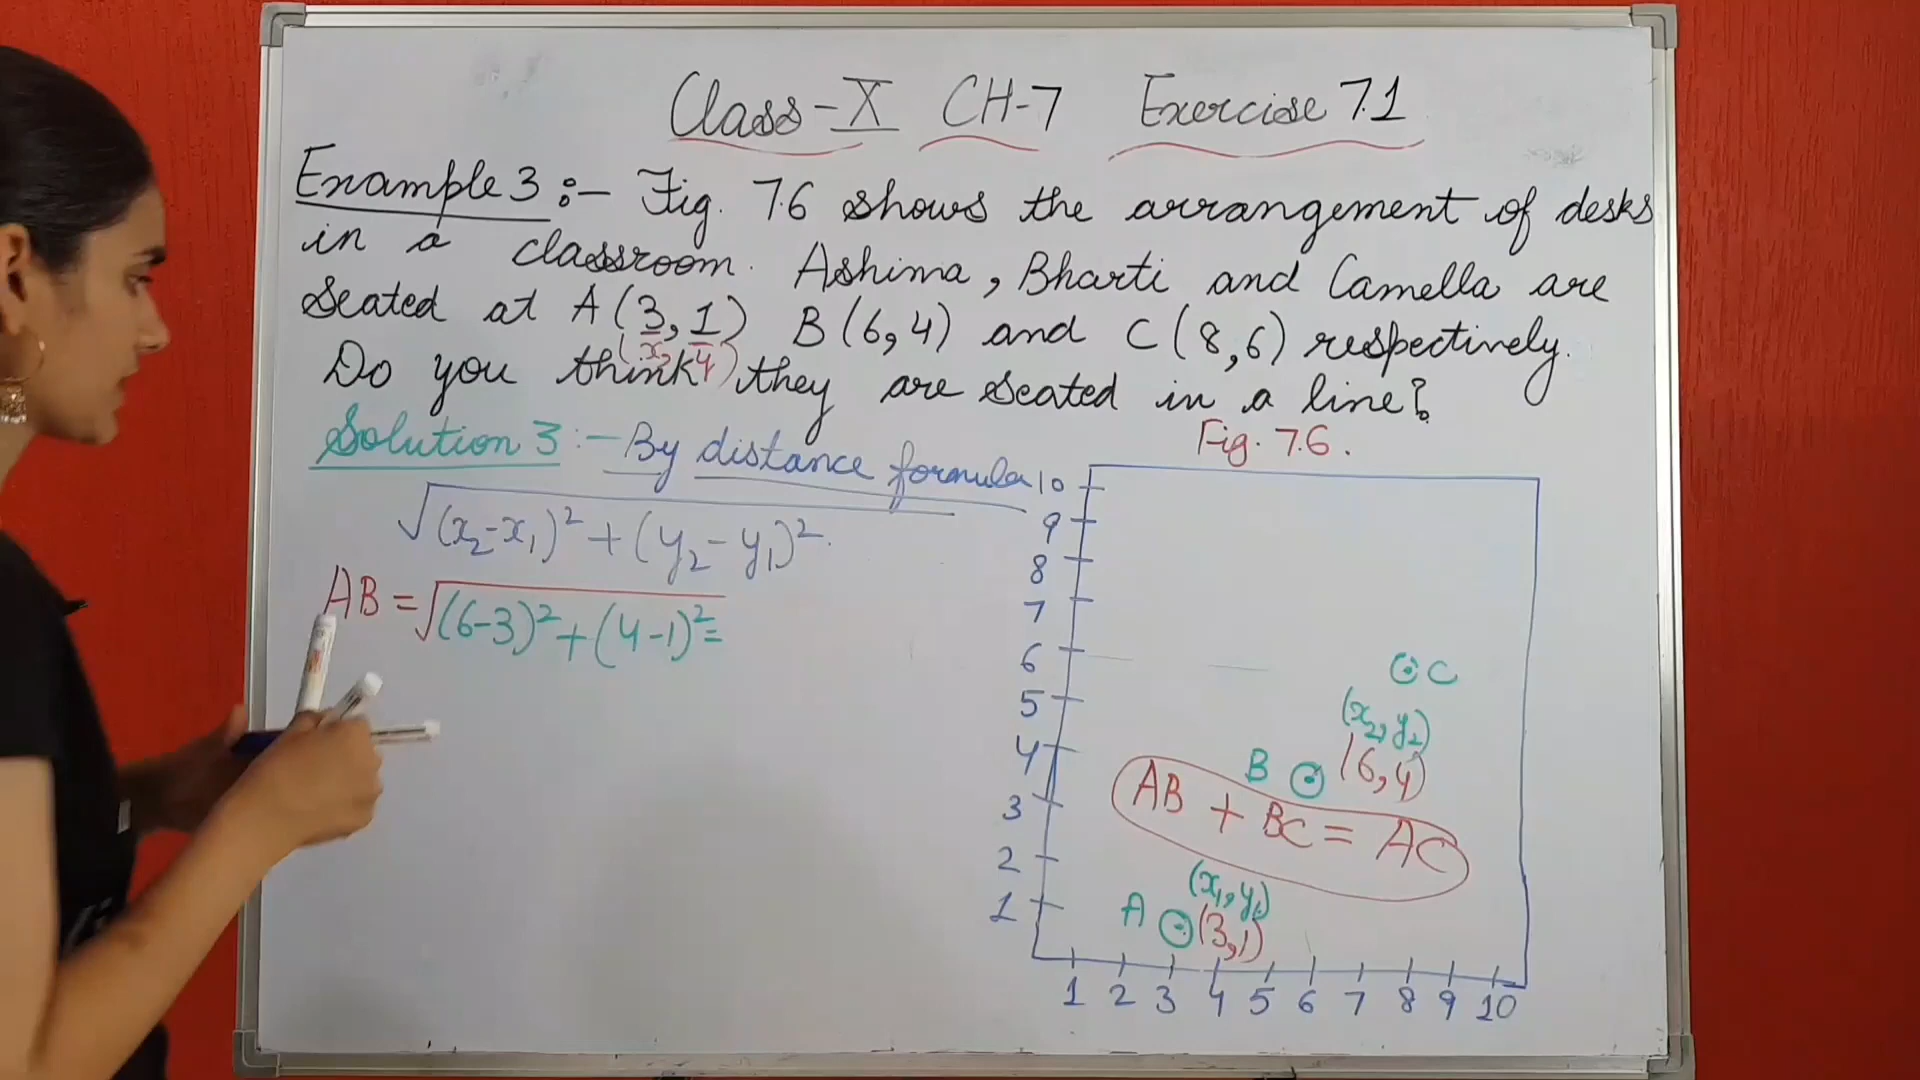 Class-X CH-7 Exercise 7.1
Example 3:- Fig. 7.6 shows the arrangement of desks
in a classroom. Ashima, Bharti and Camella are
Seated at A(3,1) B(6,4) and C(8,6) respectively.
(x, y)
Do you think they are seated in a line?
Solution 3:- By distance formula
√(x₂-x₁)² + (y₂-y₁)².
AB = √(6-3)² + (4-1)² =
Fig. 7.6.
10
9
8
7
6
5
4
3
2
1
C
(x₂, y₂)
B (6,4)
AB + BC = AC
(x₁, y₁)
A (3,1)
1 2 3 4 5 6 7 8 9 10